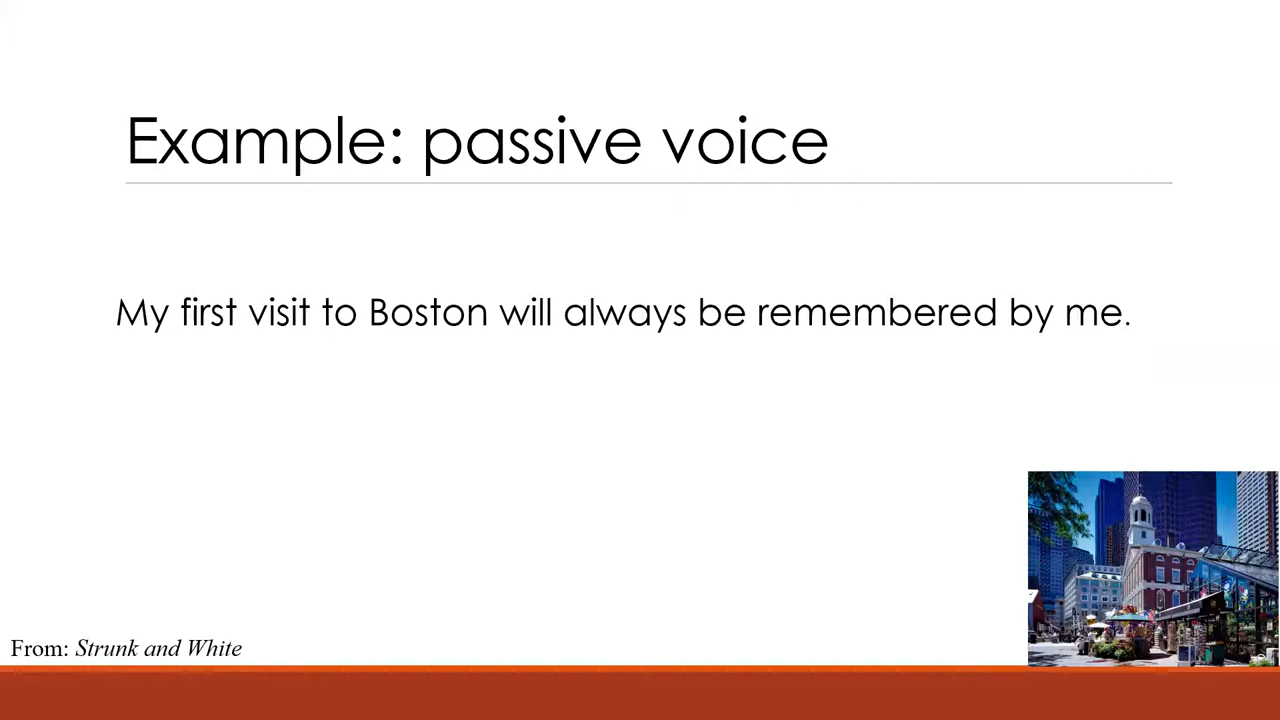 Example: passive voice
My first visit to Boston will always be remembered by me.
From: Strunk and White